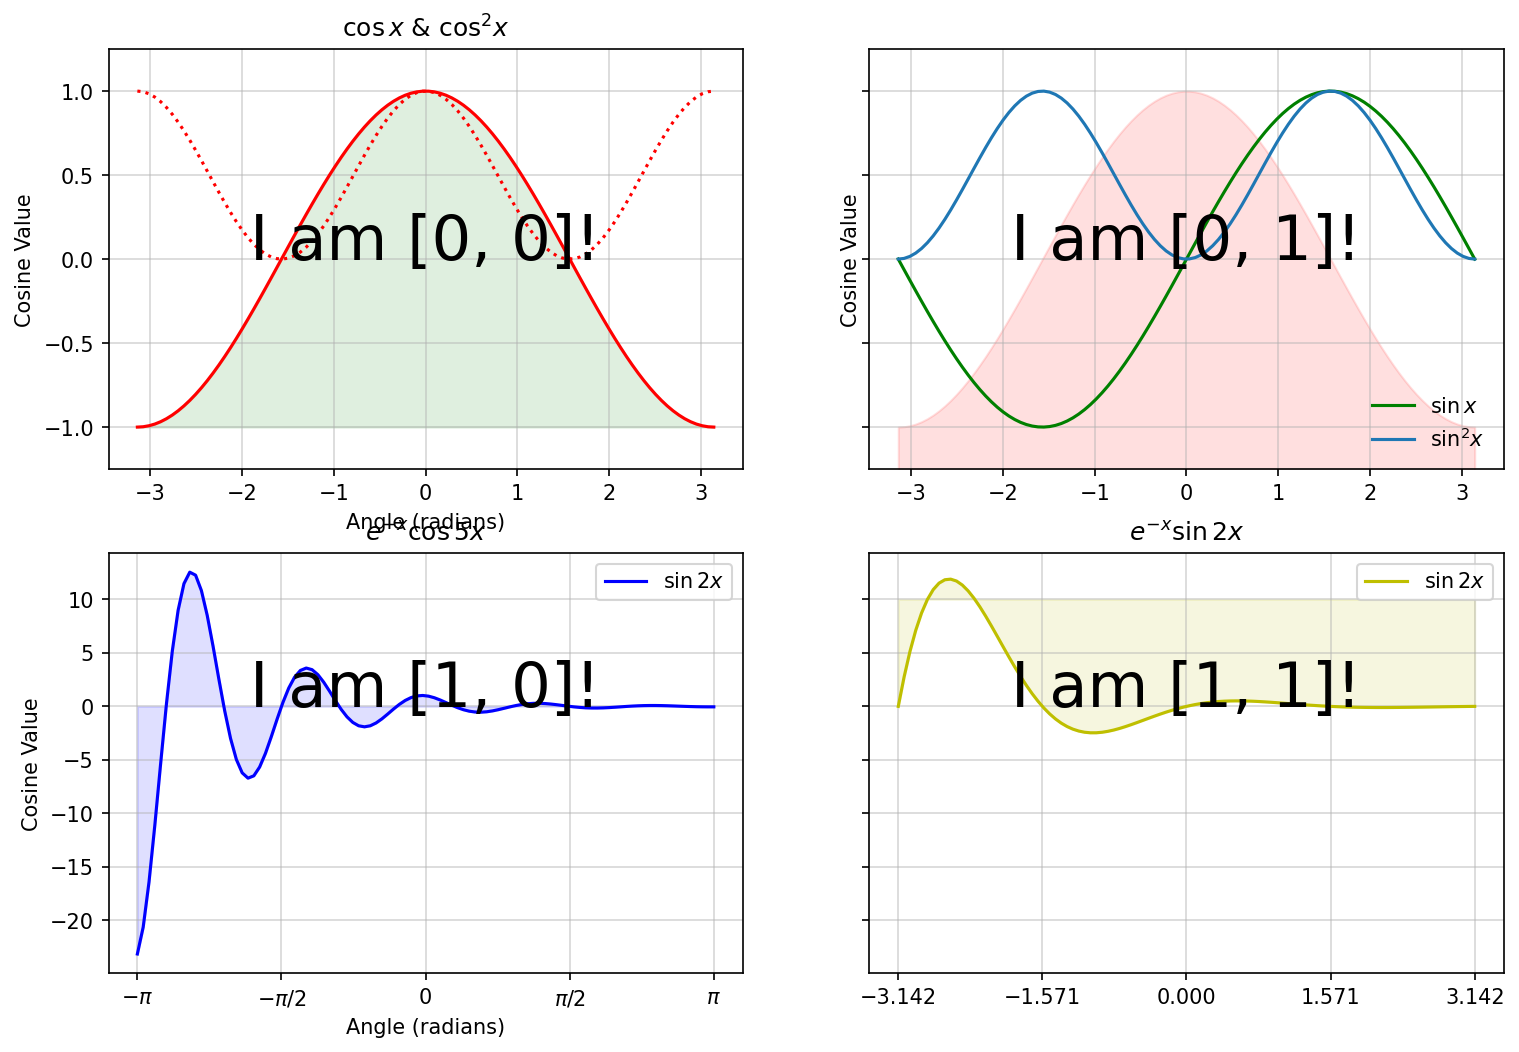 cos x & cos²x
Cosine Value
1.0
0.5
0.0
−0.5
−1.0
I am [0, 0]!
−3 −2 −1 0 1 2 3
Angle (radians)
Cosine Value
I am [0, 1]!
sin x
sin²x
−3 −2 −1 0 1 2 3
e⁻ˣcos 5x
Cosine Value
10
5
0
−5
−10
−15
−20
sin 2x
I am [1, 0]!
−π −π/2 0 π/2 π
Angle (radians)
e⁻ˣsin 2x
sin 2x
I am [1, 1]!
−3.142 −1.571 0.000 1.571 3.142